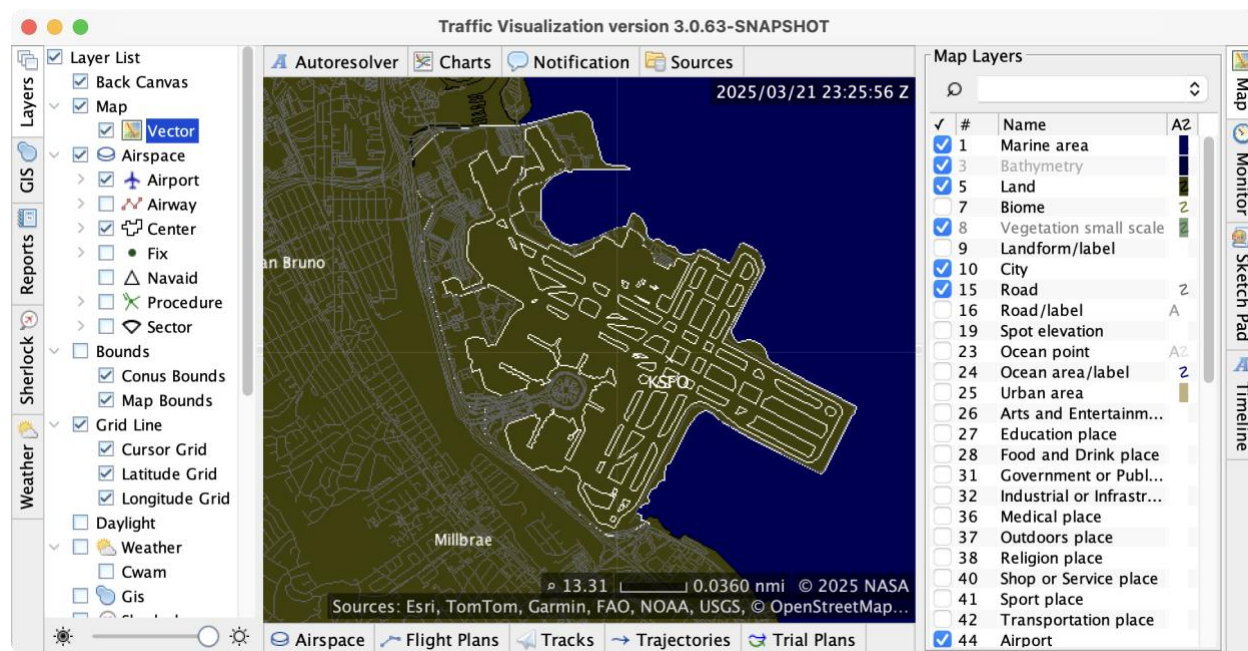 Traffic Visualization version 3.0.63-SNAPSHOT
Layers
GIS
Reports
Sherlock
Weather
Layer List
Back Canvas
Map
Vector
Airspace
Airport
Airway
Center
Fix
Navaid
Procedure
Sector
Bounds
Conus Bounds
Map Bounds
Grid Line
Cursor Grid
Latitude Grid
Longitude Grid
Daylight
Weather
Cwam
Gis
Autoresolver Charts Notification Sources
2025/03/21 23:25:56 Z
an Bruno
KSFO
Millbrae
13.31 0.0360 nmi © 2025 NASA
Sources: Esri, TomTom, Garmin, FAO, NOAA, USGS, © OpenStreetMap...
Airspace Flight Plans Tracks Trajectories Trial Plans
Map Layers
✓ # Name AZ
1 Marine area
3 Bathymetry
5 Land
7 Biome
8 Vegetation small scale
9 Landform/label
10 City
15 Road
16 Road/label A
19 Spot elevation
23 Ocean point AZ
24 Ocean area/label
25 Urban area
26 Arts and Entertainm...
27 Education place
28 Food and Drink place
31 Government or Publ...
32 Industrial or Infrastr...
36 Medical place
37 Outdoors place
38 Religion place
40 Shop or Service place
41 Sport place
42 Transportation place
44 Airport
Map
Monitor
Sketch Pad
Timeline